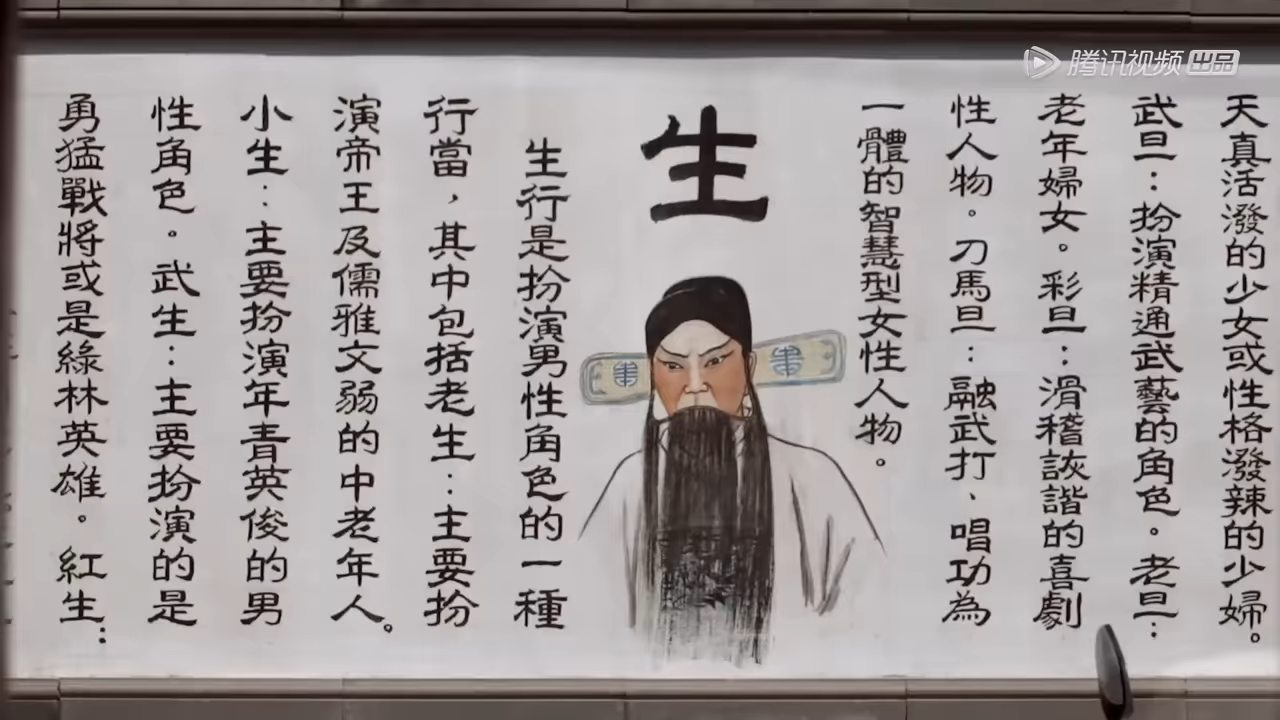 腾讯视频 出品
天真活潑的少女或性格潑辣的少婦。
武旦：扮演精通武藝的角色。老旦：
老年婦女。彩旦：滑稽詼諧的喜劇
性人物。刀馬旦：融武打、唱功為
一體的智慧型女性人物。
生
生行是扮演男性角色的一種
行當，其中包括老生：主要扮
演帝王及儒雅文弱的中老年人。
小生：主要扮演年青英俊的男
性角色。武生：主要扮演的是
勇猛戰將或是綠林英雄。紅生：